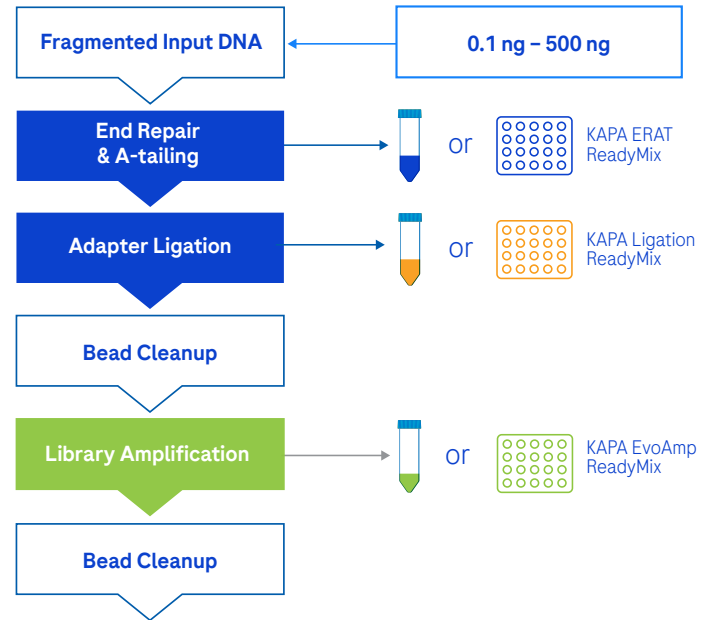 Fragmented Input DNA
0.1 ng – 500 ng
End Repair
& A-tailing
or
KAPA ERAT
ReadyMix
Adapter Ligation
or
KAPA Ligation
ReadyMix
Bead Cleanup
Library Amplification
or
KAPA EvoAmp
ReadyMix
Bead Cleanup